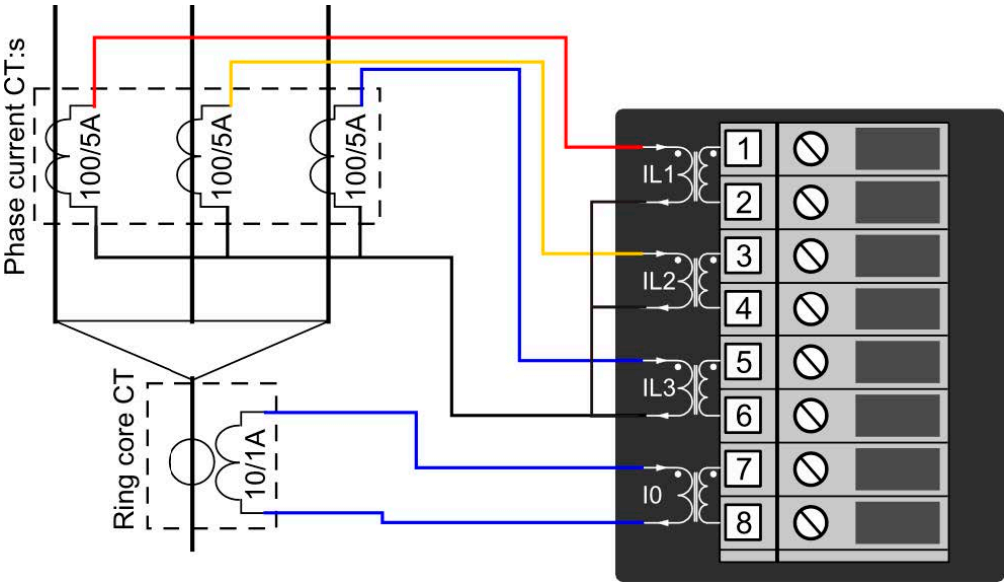 Phase current CT:s
100/5A
100/5A
100/5A
Ring core CT
10/1A
IL1
IL2
IL3
I0
1
2
3
4
5
6
7
8